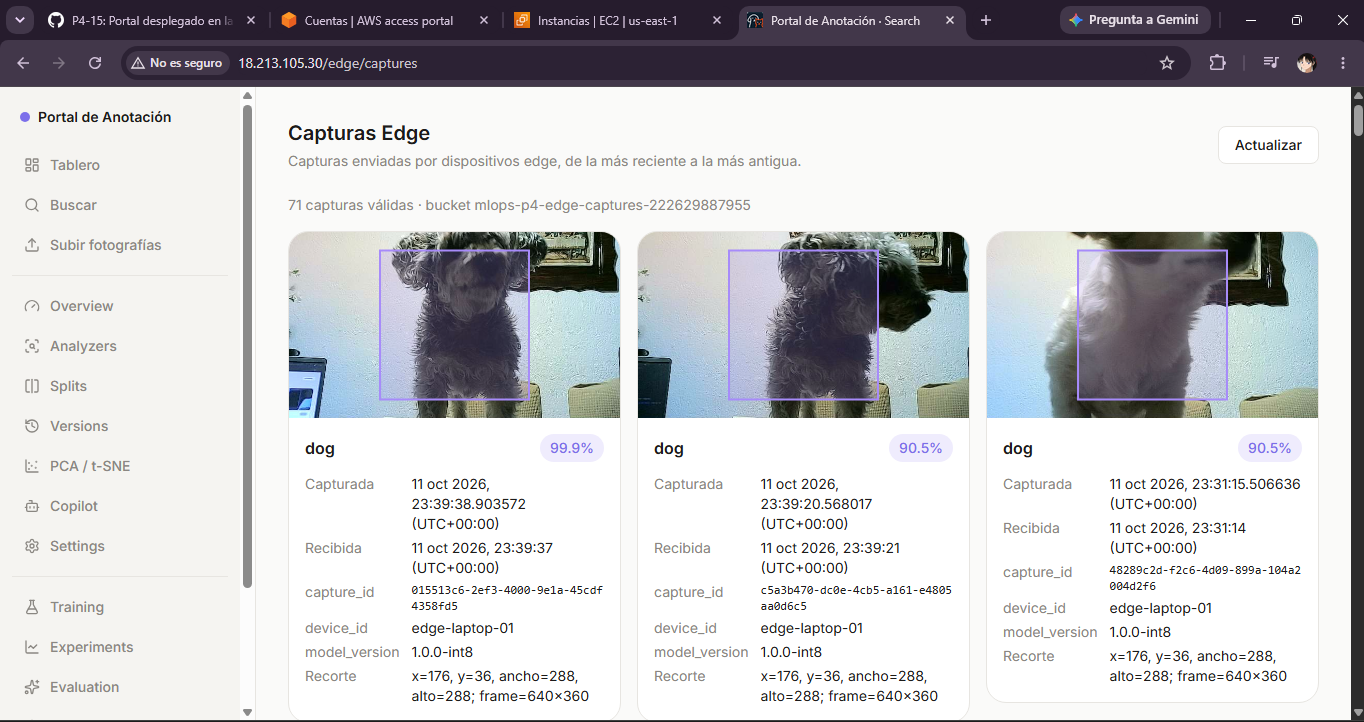 P4-15: Portal desplegado en la
Cuentas | AWS access portal
Instancias | EC2 | us-east-1
Portal de Anotación · Search
Pregunta a Gemini
No es seguro
18.213.105.30/edge/captures
Portal de Anotación
Tablero
Buscar
Subir fotografías
Overview
Analyzers
Splits
Versions
PCA / t-SNE
Copilot
Settings
Training
Experiments
Evaluation
Capturas Edge
Capturas enviadas por dispositivos edge, de la más reciente a la más antigua.
Actualizar
71 capturas válidas · bucket mlops-p4-edge-captures-222629887955
dog
99.9%
Capturada
11 oct 2026,
23:39:38.903572
(UTC+00:00)
Recibida
11 oct 2026, 23:39:37
(UTC+00:00)
capture_id
015513c6-2ef3-4000-9e1a-45cdf
4358fd5
device_id
edge-laptop-01
model_version
1.0.0-int8
Recorte
x=176, y=36, ancho=288,
alto=288; frame=640×360
dog
90.5%
Capturada
11 oct 2026,
23:39:20.568017
(UTC+00:00)
Recibida
11 oct 2026, 23:39:21
(UTC+00:00)
capture_id
c5a3b470-dc0e-4cb5-a161-e4805
aa0d6c5
device_id
edge-laptop-01
model_version
1.0.0-int8
Recorte
x=176, y=36, ancho=288,
alto=288; frame=640×360
dog
90.5%
Capturada
11 oct 2026, 23:31:15.506636
(UTC+00:00)
Recibida
11 oct 2026, 23:31:14
(UTC+00:00)
capture_id
48289c2d-f2c6-4d09-899a-104a2
004d2f6
device_id
edge-laptop-01
model_version
1.0.0-int8
Recorte
x=176, y=36, ancho=288,
alto=288; frame=640×360